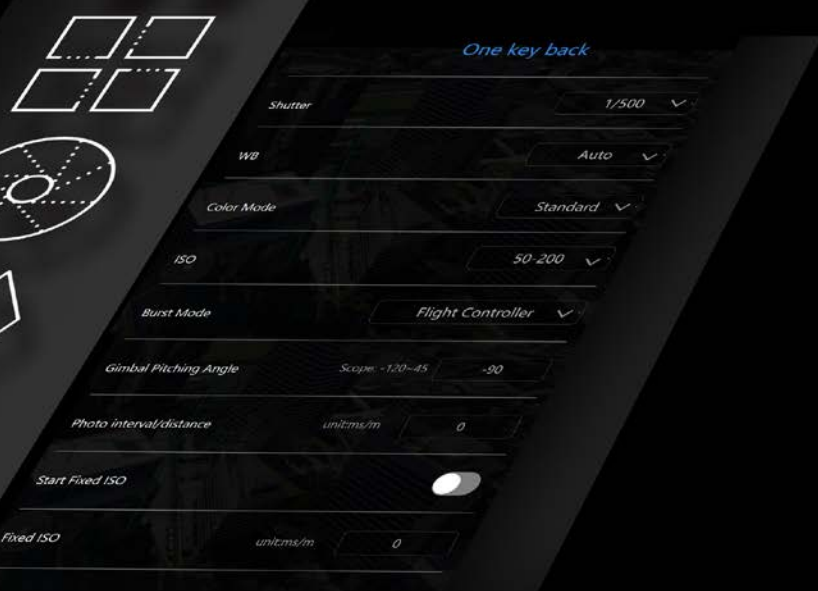 One key back
Shutter 1/500
WB Auto
Color Mode Standard
ISO 50-200
Burst Mode Flight Controller
Gimbal Pitching Angle Scope: -120~45 -90
Photo interval/distance unit:ms/m 0
Start Fixed ISO
Fixed ISO unit:ms/m 0